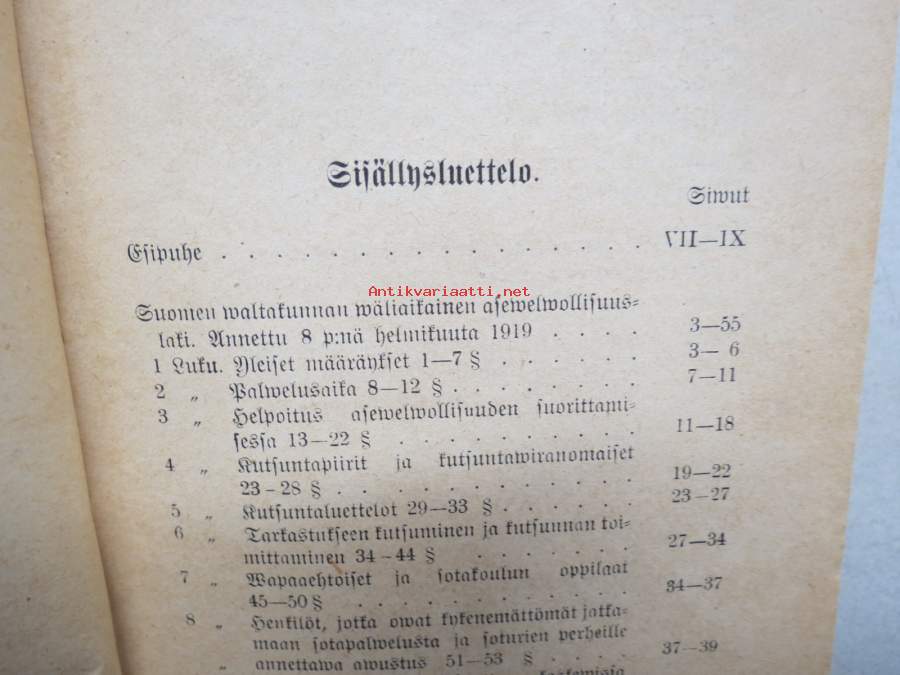 Sisällysluettelo.
Siwut
Esipuhe . . . . . . . . . . . . . . . . VII—IX
Antikvariaatti.net
Suomen waltakunnan wäliaikainen asewelwollisuus-
laki. Annettu 8 p:nä helmikuuta 1919 . . . . 3—55
1 Luku. Yleiset määräykset 1—7 § . . . . . . 3— 6
2 „ Palwelusaika 8—12 § . . . . . . . . 7—11
3 „ Helpoitus asewelwollisuuden suorittami-
sessa 13—22 § . . . . . . . . . 11—18
4 „ Kutsuntapiirit ja kutsuntawiranomaiset
23—28 § . . . . . . . . . . . 19—22
5 „ Kutsuntaluettelot 29—33 § . . . . . 23—27
6 „ Tarkastukseen kutsuminen ja kutsunnan toi-
mittaminen 34—44 § . . . . . . 27—34
7 „ Wapaaehtoiset ja sotakoulun oppilaat
45—50 § . . . . . . . . . . . 34—37
8 „ Henkilöt, jotka owat kykenemättömät jatka-
maan sotapalwelusta ja soturien perheille
„ annettawa awustus 51—53 § . . . . 37—39